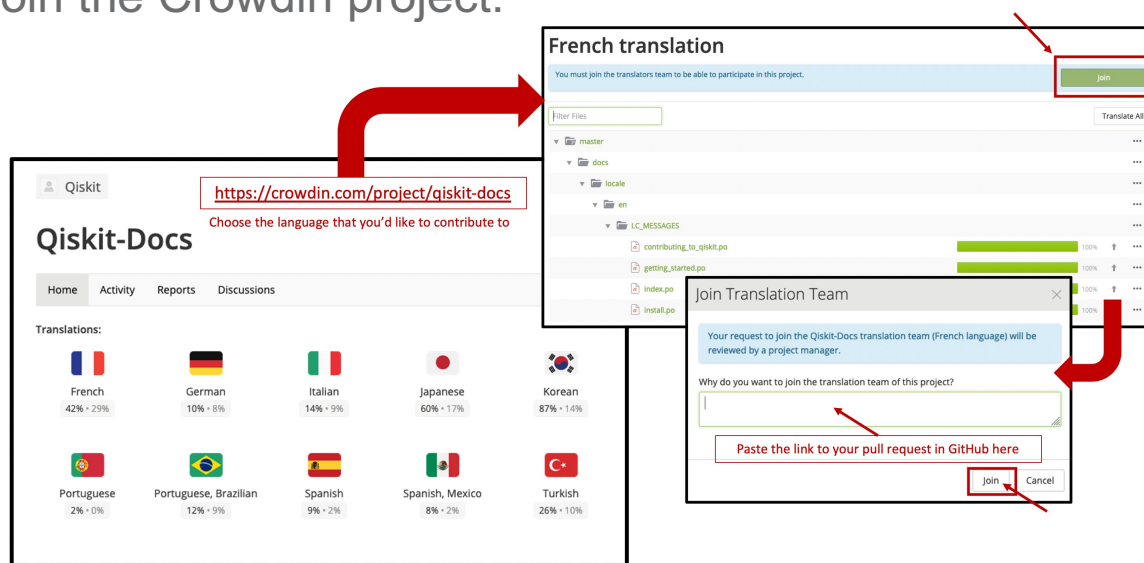 Join the Crowdin project.
Qiskit
https://crowdin.com/project/qiskit-docs
Choose the language that you'd like to contribute to
Qiskit-Docs
Home Activity Reports Discussions
Translations:
French German Italian Japanese Korean
42% • 29% 10% • 8% 14% • 9% 60% • 17% 87% • 14%
Portuguese Portuguese, Brazilian Spanish Spanish, Mexico Turkish
2% • 0% 12% • 9% 9% • 2% 8% • 2% 26% • 10%
French translation
You must join the translators team to be able to participate in this project.
Join
Filter Files
Translate All
master
docs
locale
en
LC_MESSAGES
contributing_to_qiskit.po 100%
getting_started.po 100%
index.po 100%
install.po 100%
Join Translation Team
Your request to join the Qiskit-Docs translation team (French language) will be
reviewed by a project manager.
Why do you want to join the translation team of this project?
Paste the link to your pull request in GitHub here
Join Cancel